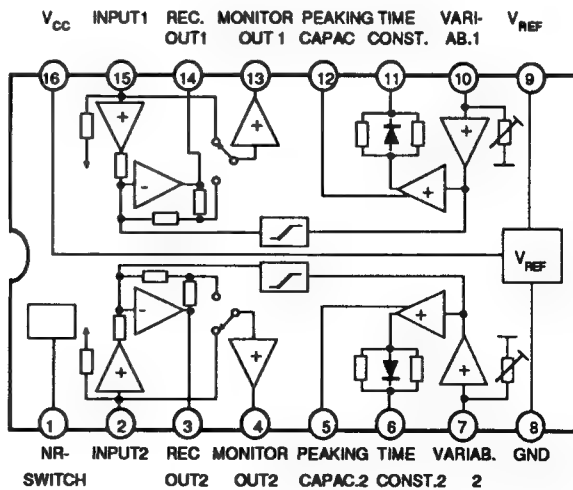 VCC INPUT1 REC. OUT1 MONITOR OUT 1 PEAKING CAPAC TIME CONST. VARI-AB.1 VREF
16 15 14 13 12 11 10 9
+ + +
- +
VREF
- +
+ + +
1 2 3 4 5 6 7 8
NR-SWITCH INPUT2 REC OUT2 MONITOR OUT2 PEAKING CAPAC.2 TIME CONST.2 VARIAB. 2 GND